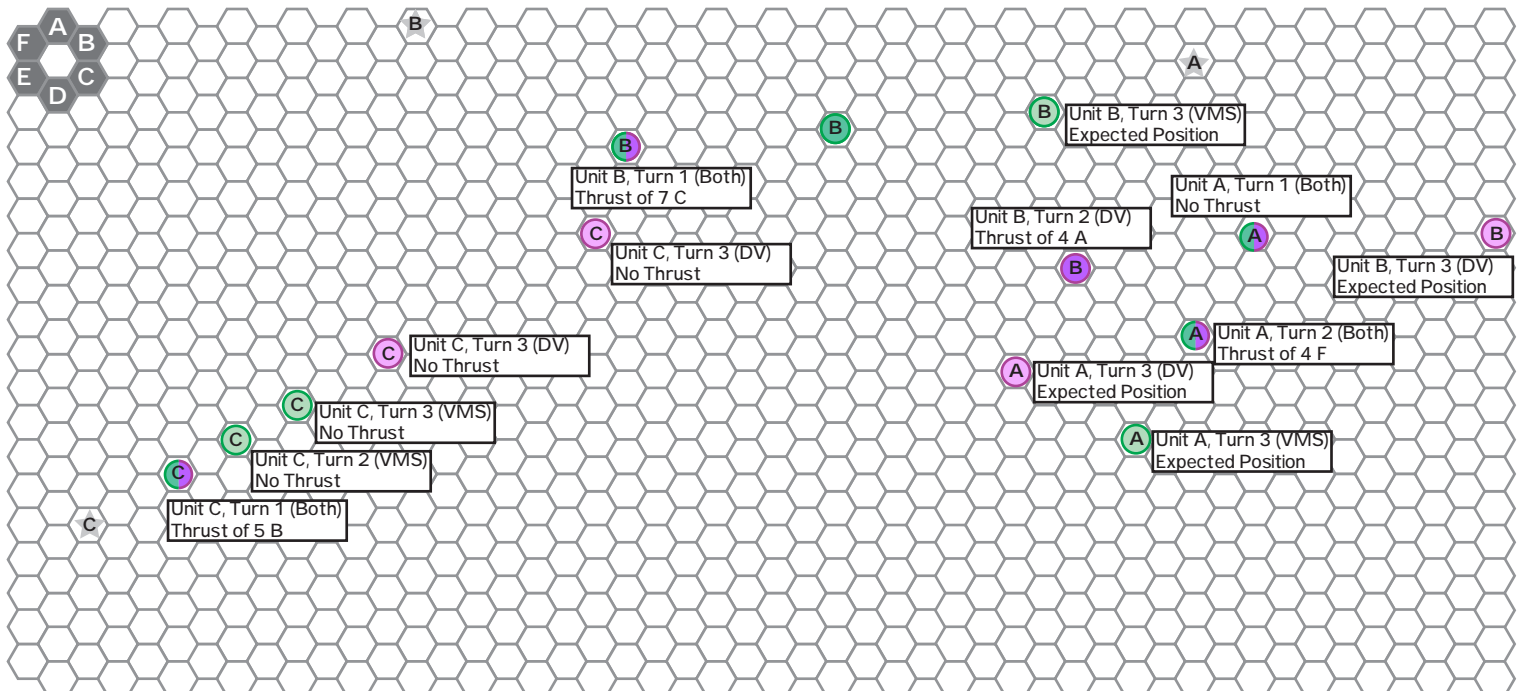 A
F B
E C
D
B
A
B
Unit B, Turn 3 (VMS)
Expected Position
B
B
Unit B, Turn 1 (Both)
Thrust of 7 C
Unit A, Turn 1 (Both)
No Thrust
Unit B, Turn 2 (DV)
Thrust of 4 A
C
A
B
Unit C, Turn 3 (DV)
No Thrust
B
Unit B, Turn 3 (DV)
Expected Position
A
Unit A, Turn 2 (Both)
Thrust of 4 F
C
Unit C, Turn 3 (DV)
No Thrust
A
Unit A, Turn 3 (DV)
Expected Position
C
Unit C, Turn 3 (VMS)
No Thrust
C
Unit C, Turn 2 (VMS)
No Thrust
A
Unit A, Turn 3 (VMS)
Expected Position
C
Unit C, Turn 1 (Both)
Thrust of 5 B
C